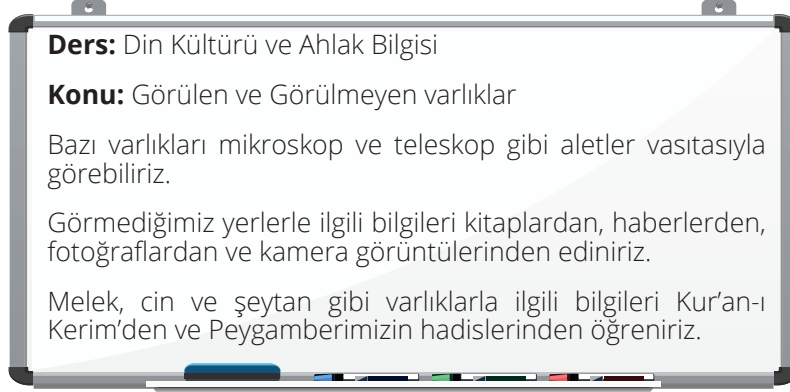 Ders: Din Kültürü ve Ahlak Bilgisi
Konu: Görülen ve Görülmeyen varlıklar
Bazı varlıkları mikroskop ve teleskop gibi aletler vasıtasıyla
görebiliriz.
Görmediğimiz yerlerle ilgili bilgileri kitaplardan, haberlerden,
fotoğraflardan ve kamera görüntülerinden ediniriz.
Melek, cin ve şeytan gibi varlıklarla ilgili bilgileri Kur’an-ı
Kerim’den ve Peygamberimizin hadislerinden öğreniriz.